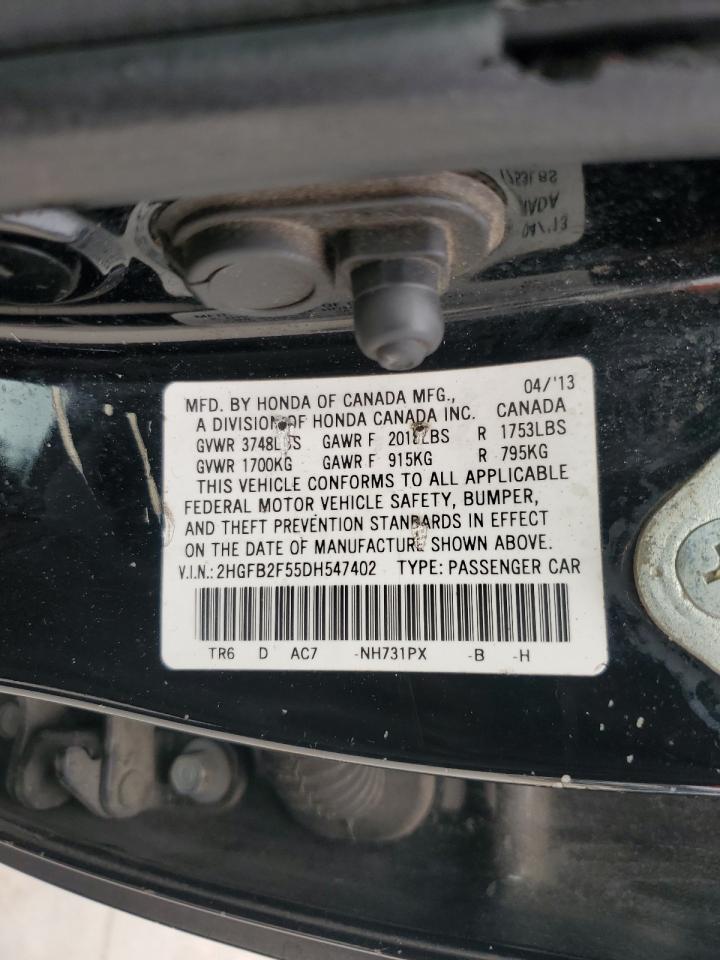 MFD. BY HONDA OF CANADA MFG., 04/'13
A DIVISION OF HONDA CANADA INC. CANADA
GVWR 3748LBS GAWR F 2018LBS R 1753LBS
GVWR 1700KG GAWR F 915KG R 795KG
THIS VEHICLE CONFORMS TO ALL APPLICABLE
FEDERAL MOTOR VEHICLE SAFETY, BUMPER,
AND THEFT PREVENTION STANDARDS IN EFFECT
ON THE DATE OF MANUFACTURE SHOWN ABOVE.
V.I.N.: 2HGFB2F55DH547402 TYPE: PASSENGER CAR
TR6 D AC7 -NH731PX -B -H